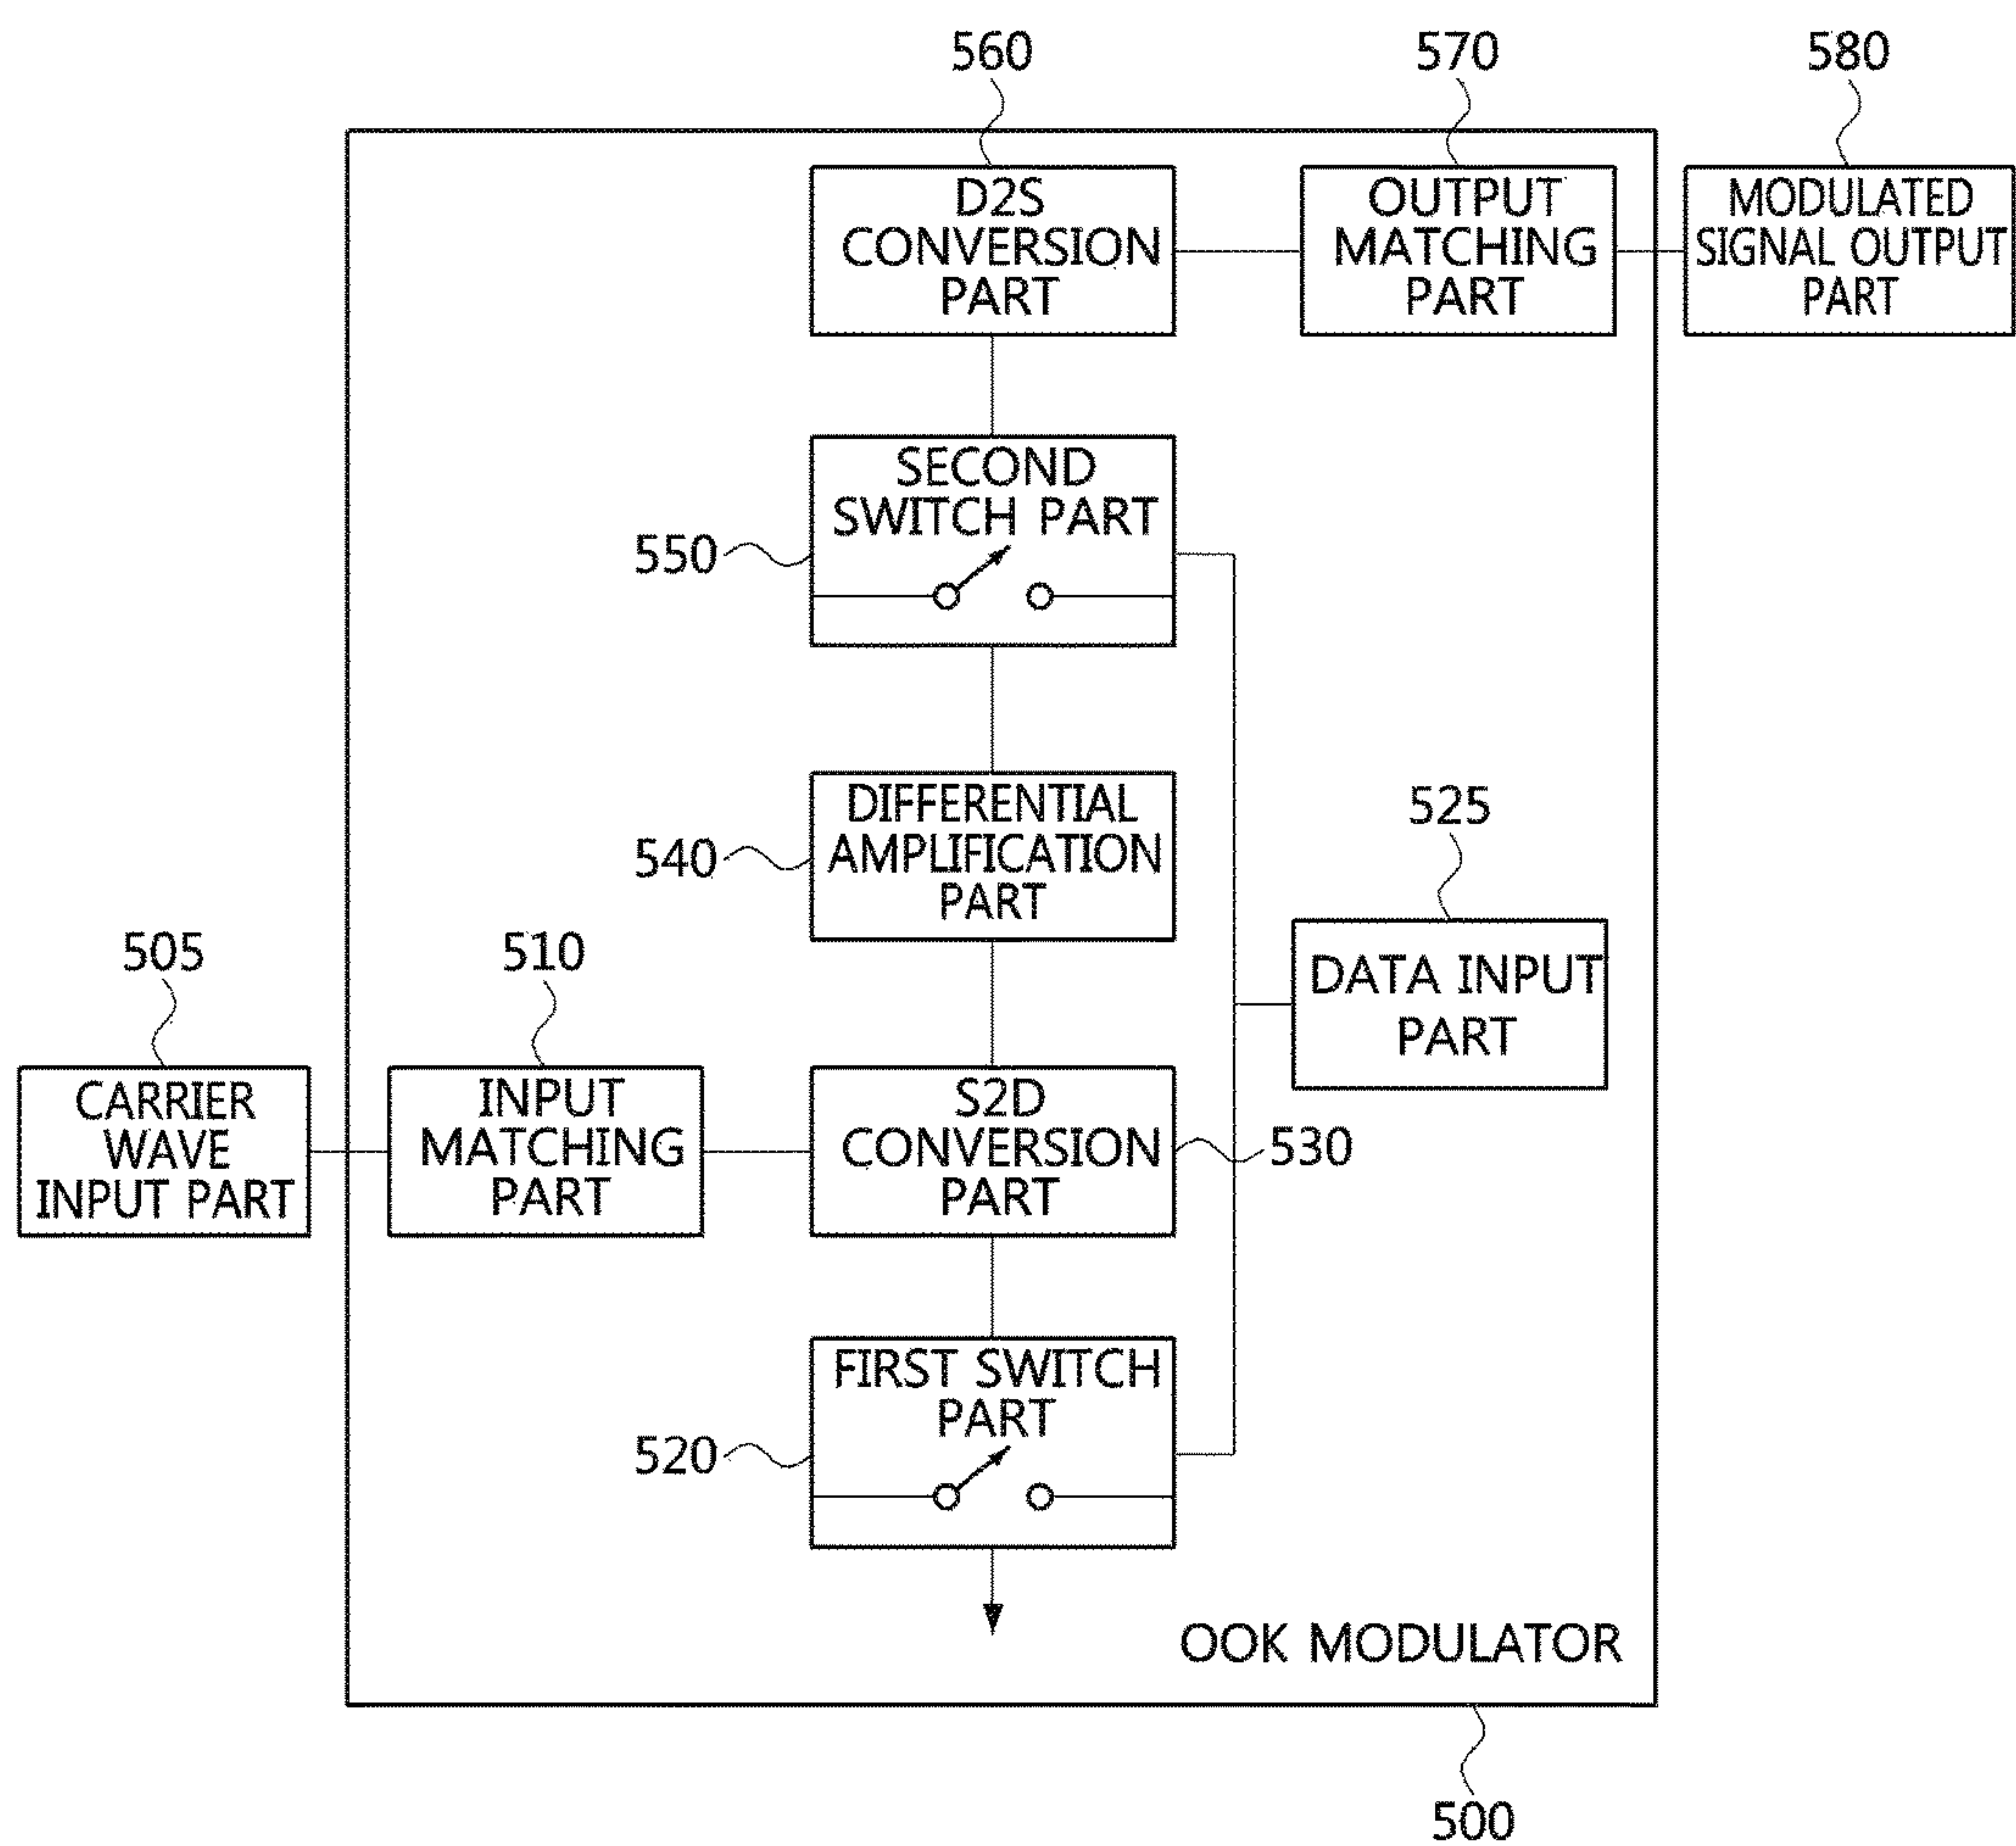 560
570
580
D2S
CONVERSION
PART
OUTPUT
MATCHING
PART
MODULATED
SIGNAL OUTPUT
PART
SECOND
SWITCH PART
550
DIFFERENTIAL
AMPLIFICATION
PART
540
525
DATA INPUT
PART
505
510
CARRIER
WAVE
INPUT PART
INPUT
MATCHING
PART
S2D
CONVERSION
PART
530
FIRST SWITCH
PART
520
OOK MODULATOR
500